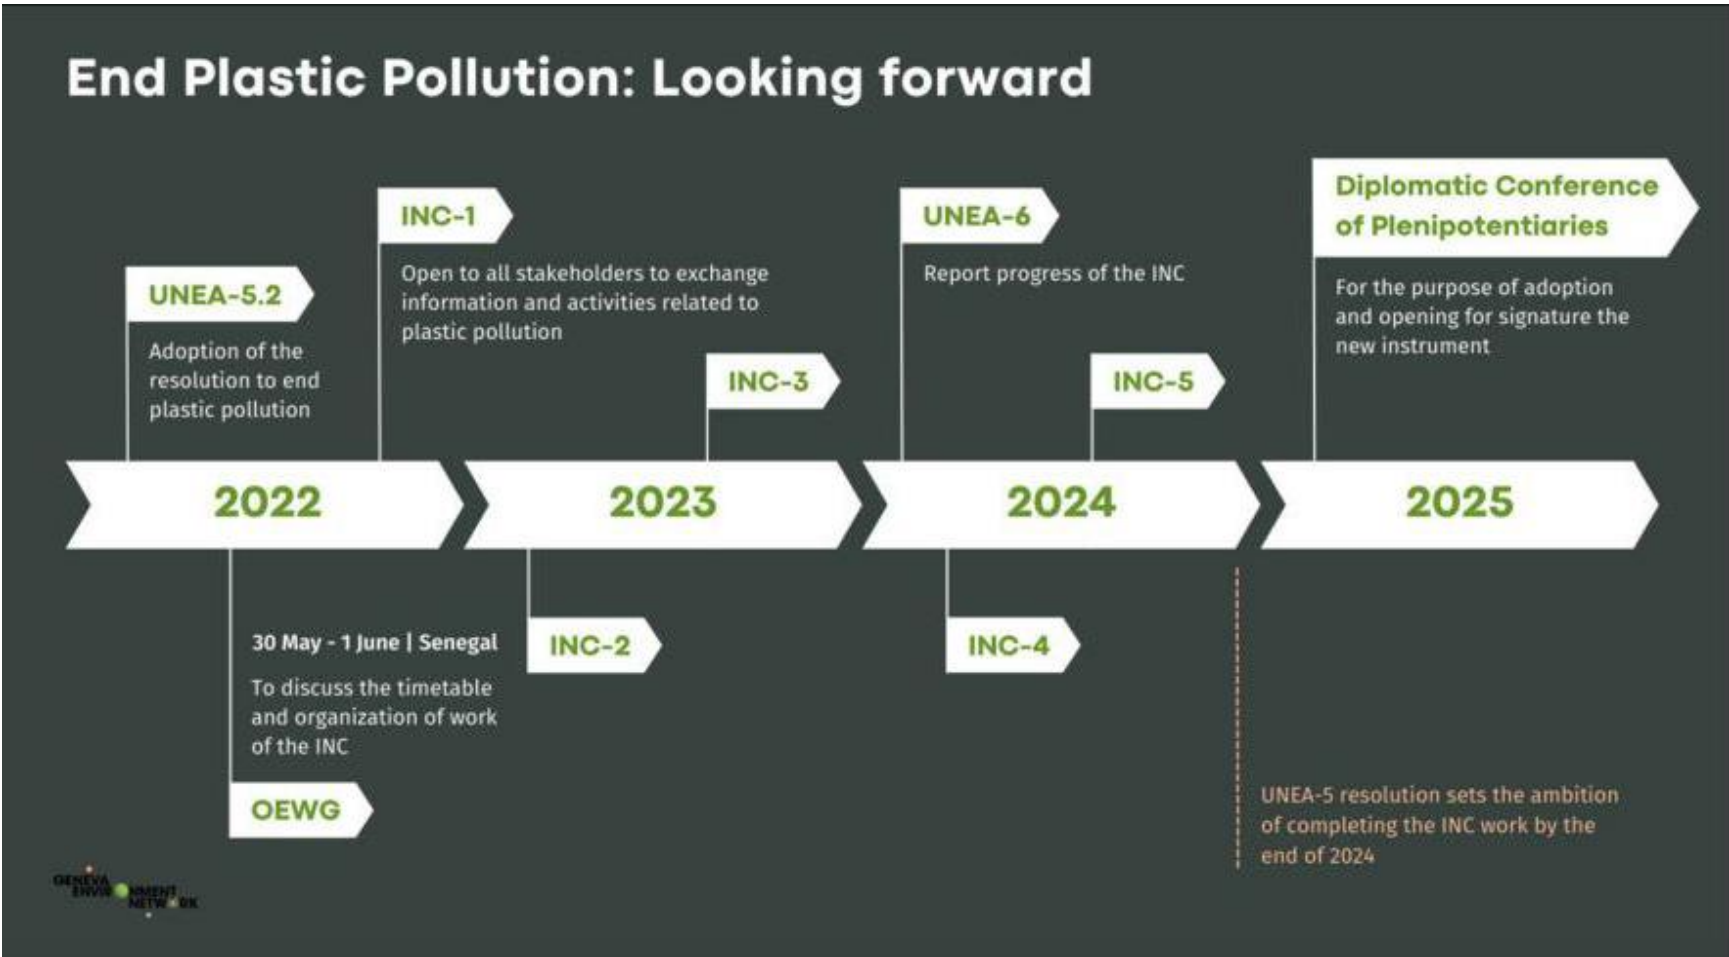 End Plastic Pollution: Looking forward
UNEA-5.2
Adoption of the
resolution to end
plastic pollution
INC-1
Open to all stakeholders to exchange
information and activities related to
plastic pollution
INC-3
UNEA-6
Report progress of the INC
INC-5
Diplomatic Conference
of Plenipotentiaries
For the purpose of adoption
and opening for signature the
new instrument
2022
2023
2024
2025
30 May - 1 June | Senegal
To discuss the timetable
and organization of work
of the INC
OEWG
INC-2
INC-4
UNEA-5 resolution sets the ambition
of completing the INC work by the
end of 2024
GENEVA
ENVIRONMENT
NETWORK